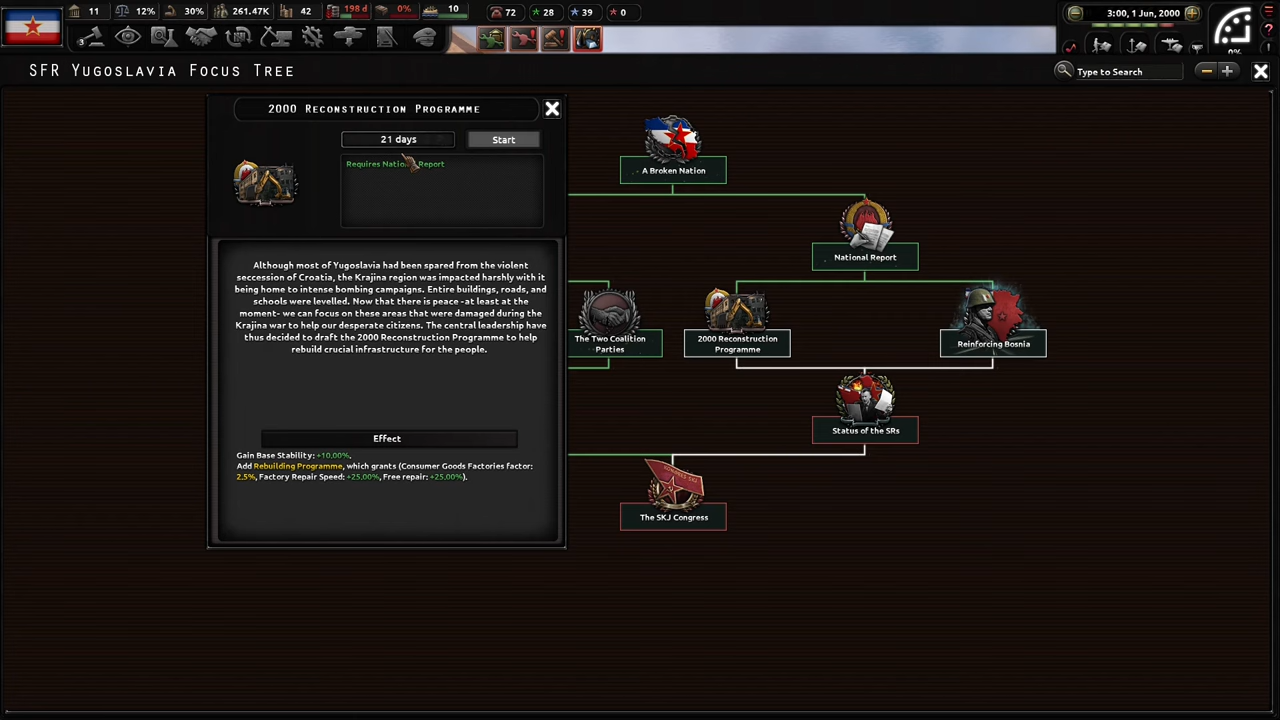 11 12% 30% 261.47K 42 198 d 0% 10 72 28 39 0 3:00, 1 Jun, 2000
3
0%
SFR Yugoslavia Focus Tree
Type to Search
2000 Reconstruction Programme
21 days Start
Requires National Report
Although most of Yugoslavia had been spared from the violent
seccession of Croatia, the Krajina region was impacted harshly with it
being home to intense bombing campaigns. Entire buildings, roads, and
schools were levelled. Now that there is peace -at least at the
moment- we can focus on these areas that were damaged during the
Krajina war to help our desperate citizens. The central leadership have
thus decided to draft the 2000 Reconstruction Programme to help
rebuild crucial infrastructure for the people.
Effect
Gain Base Stability: +10.00%.
Add Rebuilding Programme, which grants (Consumer Goods Factories factor:
2.5%, Factory Repair Speed: +25.00%, Free repair: +25.00%).
A Broken Nation
National Report
The Two Coalition
Parties
2000 Reconstruction
Programme
Reinforcing Bosnia
Status of the SRs
The SKJ Congress